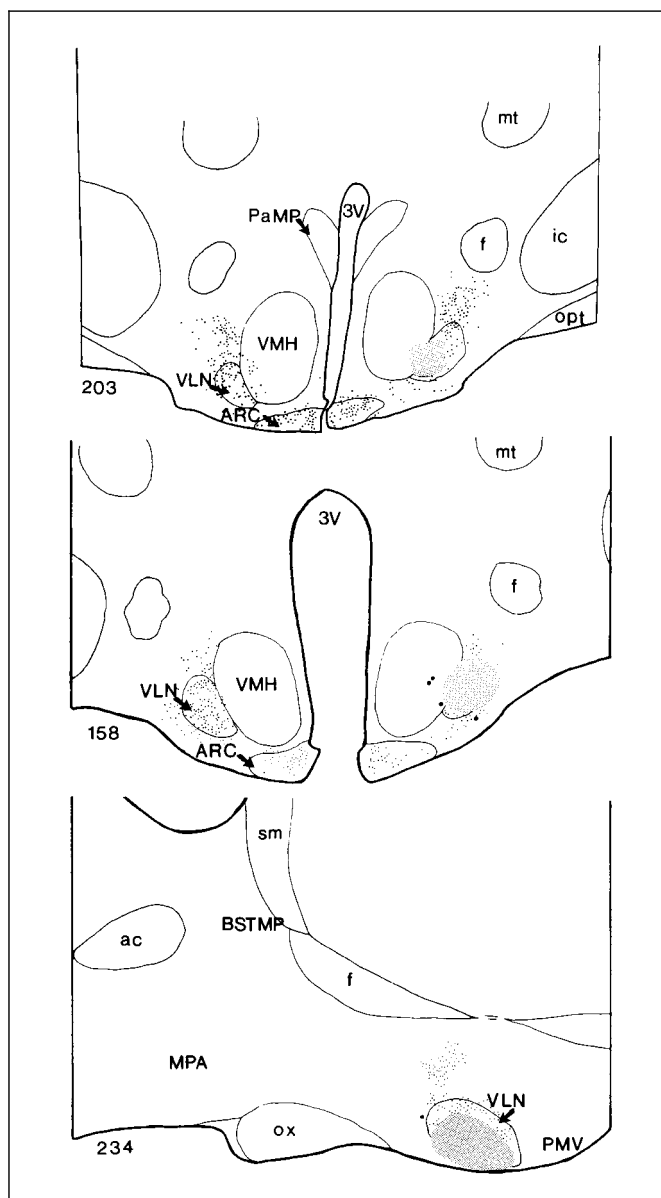 mt
PaMP
3V
f
ic
VMH
opt
VLN
203
ARC
mt
3V
f
VLN
VMH
158
ARC
sm
BSTMP
ac
f
MPA
VLN
ox
PMV
234